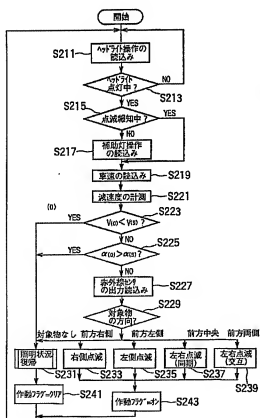 開始
ヘッドライト操作の
読込み
S211
ヘッドライト
点灯中?
NO
S213
YES
S215
点滅報知中?
YES
NO
補助灯操作
の読込み
S217
車速の読込み
S219
減速度の計測
S221
S223
YES
V(0)<V(S)
NO
S225
YES
α(0)>α(S)
NO
S227
赤外線センサ
の出力読込み
S229
対象物
の方向?
対象物なし 前方右側 前方左側 前方中央 前方両側
照明状況
復帰
右側点滅
左側点滅
左右点滅
(同期)
左右点滅
(交互)
S231 S233 S235 S237 S239
作動フラグ←クリア
S241
作動フラグ←オン
S243